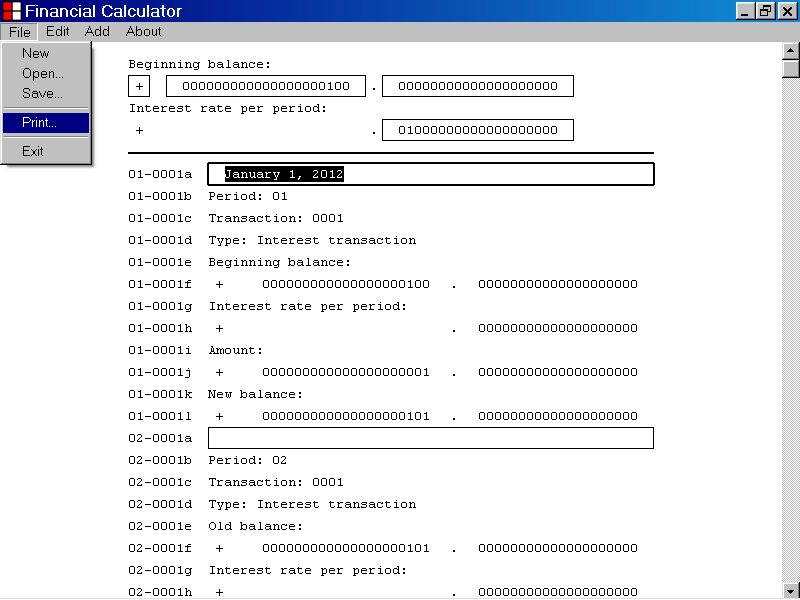 Financial Calculator
File Edit Add About
New
Open...
Save...
Print...
Exit
Beginning balance:
+ 000000000000000000100 . 00000000000000000000
Interest rate per period:
+ . 01000000000000000000
01-0001a January 1, 2012
01-0001b Period: 01
01-0001c Transaction: 0001
01-0001d Type: Interest transaction
01-0001e Beginning balance:
01-0001f + 000000000000000000100 . 00000000000000000000
01-0001g Interest rate per period:
01-0001h + . 00000000000000000000
01-0001i Amount:
01-0001j + 000000000000000000001 . 00000000000000000000
01-0001k New balance:
01-0001l + 000000000000000000101 . 00000000000000000000
02-0001a
02-0001b Period: 02
02-0001c Transaction: 0001
02-0001d Type: Interest transaction
02-0001e Old balance:
02-0001f + 000000000000000000101 . 00000000000000000000
02-0001g Interest rate per period:
02-0001h + . 00000000000000000000